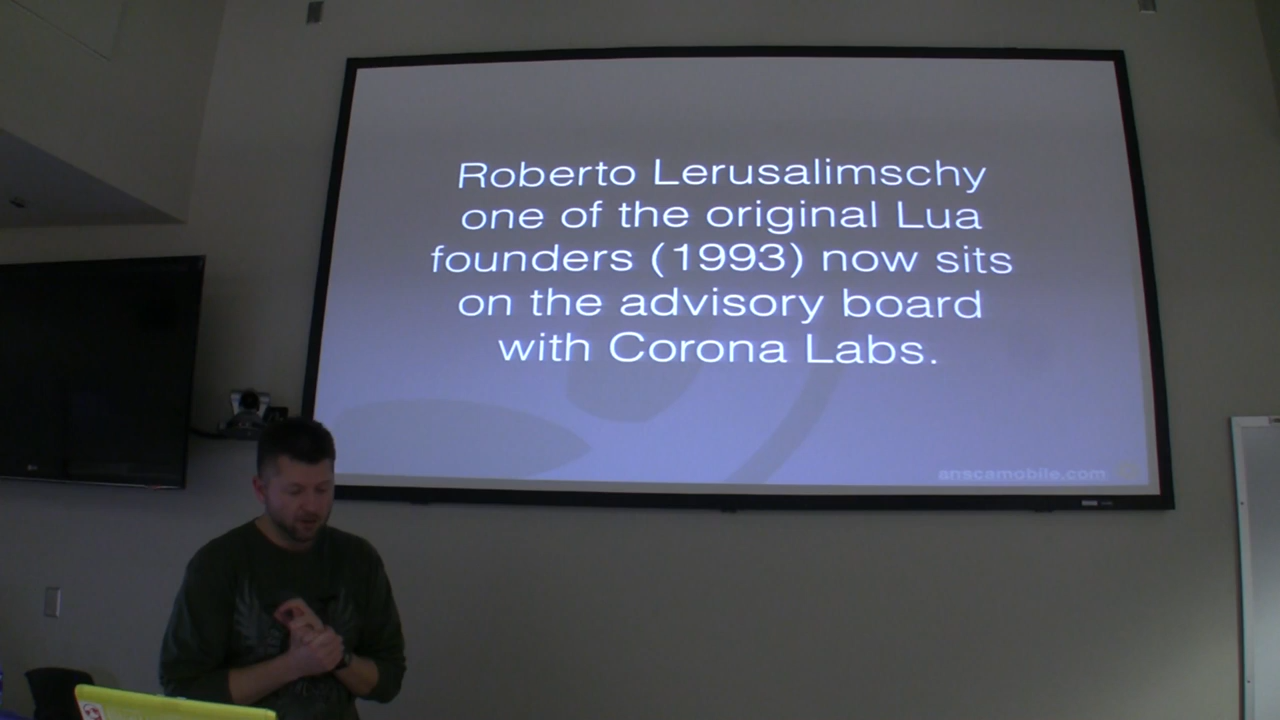 Roberto Lerusalimschy
one of the original Lua
founders (1993) now sits
on the advisory board
with Corona Labs.
anscamobile.com